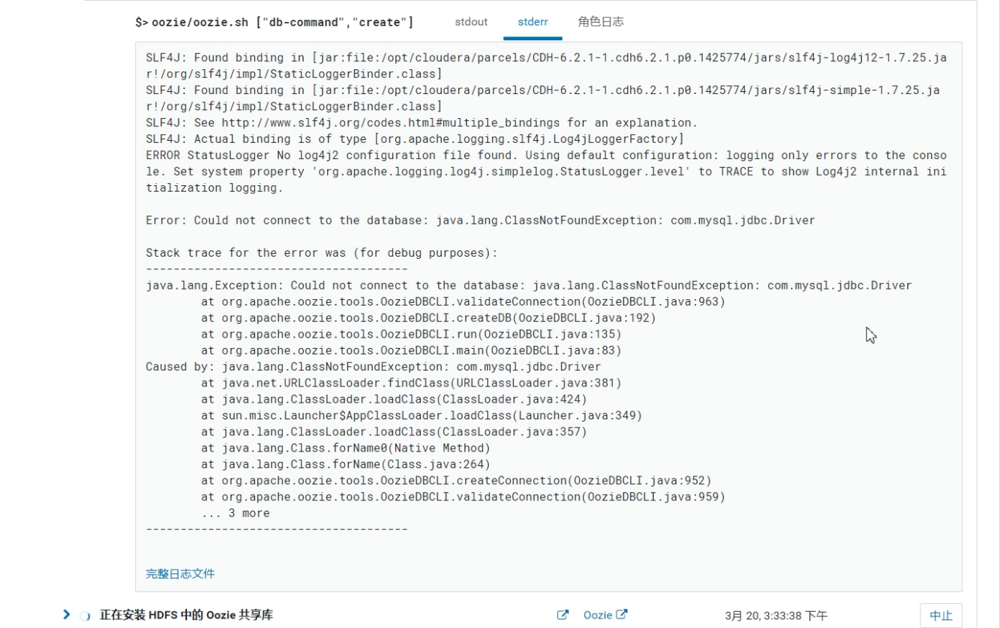 $> oozie/oozie.sh ["db-command","create"] stdout stderr 角色日志
SLF4J: Found binding in [jar:file:/opt/cloudera/parcels/CDH-6.2.1-1.cdh6.2.1.p0.1425774/jars/slf4j-log4j12-1.7.25.ja
r!/org/slf4j/impl/StaticLoggerBinder.class]
SLF4J: Found binding in [jar:file:/opt/cloudera/parcels/CDH-6.2.1-1.cdh6.2.1.p0.1425774/jars/slf4j-simple-1.7.25.ja
r!/org/slf4j/impl/StaticLoggerBinder.class]
SLF4J: See http://www.slf4j.org/codes.html#multiple_bindings for an explanation.
SLF4J: Actual binding is of type [org.apache.logging.slf4j.Log4jLoggerFactory]
ERROR StatusLogger No log4j2 configuration file found. Using default configuration: logging only errors to the conso
le. Set system property 'org.apache.logging.log4j.simplelog.StatusLogger.level' to TRACE to show Log4j2 internal ini
tialization logging.
Error: Could not connect to the database: java.lang.ClassNotFoundException: com.mysql.jdbc.Driver
Stack trace for the error was (for debug purposes):
--------------------------------------
java.lang.Exception: Could not connect to the database: java.lang.ClassNotFoundException: com.mysql.jdbc.Driver
at org.apache.oozie.tools.OozieDBCLI.validateConnection(OozieDBCLI.java:963)
at org.apache.oozie.tools.OozieDBCLI.createDB(OozieDBCLI.java:192)
at org.apache.oozie.tools.OozieDBCLI.run(OozieDBCLI.java:135)
at org.apache.oozie.tools.OozieDBCLI.main(OozieDBCLI.java:83)
Caused by: java.lang.ClassNotFoundException: com.mysql.jdbc.Driver
at java.net.URLClassLoader.findClass(URLClassLoader.java:381)
at java.lang.ClassLoader.loadClass(ClassLoader.java:424)
at sun.misc.Launcher$AppClassLoader.loadClass(Launcher.java:349)
at java.lang.ClassLoader.loadClass(ClassLoader.java:357)
at java.lang.Class.forName0(Native Method)
at java.lang.Class.forName(Class.java:264)
at org.apache.oozie.tools.OozieDBCLI.createConnection(OozieDBCLI.java:952)
at org.apache.oozie.tools.OozieDBCLI.validateConnection(OozieDBCLI.java:959)
... 3 more
--------------------------------------
完整日志文件
正在安装 HDFS 中的 Oozie 共享库 Oozie 3月 20, 3:33:38 下午 中止